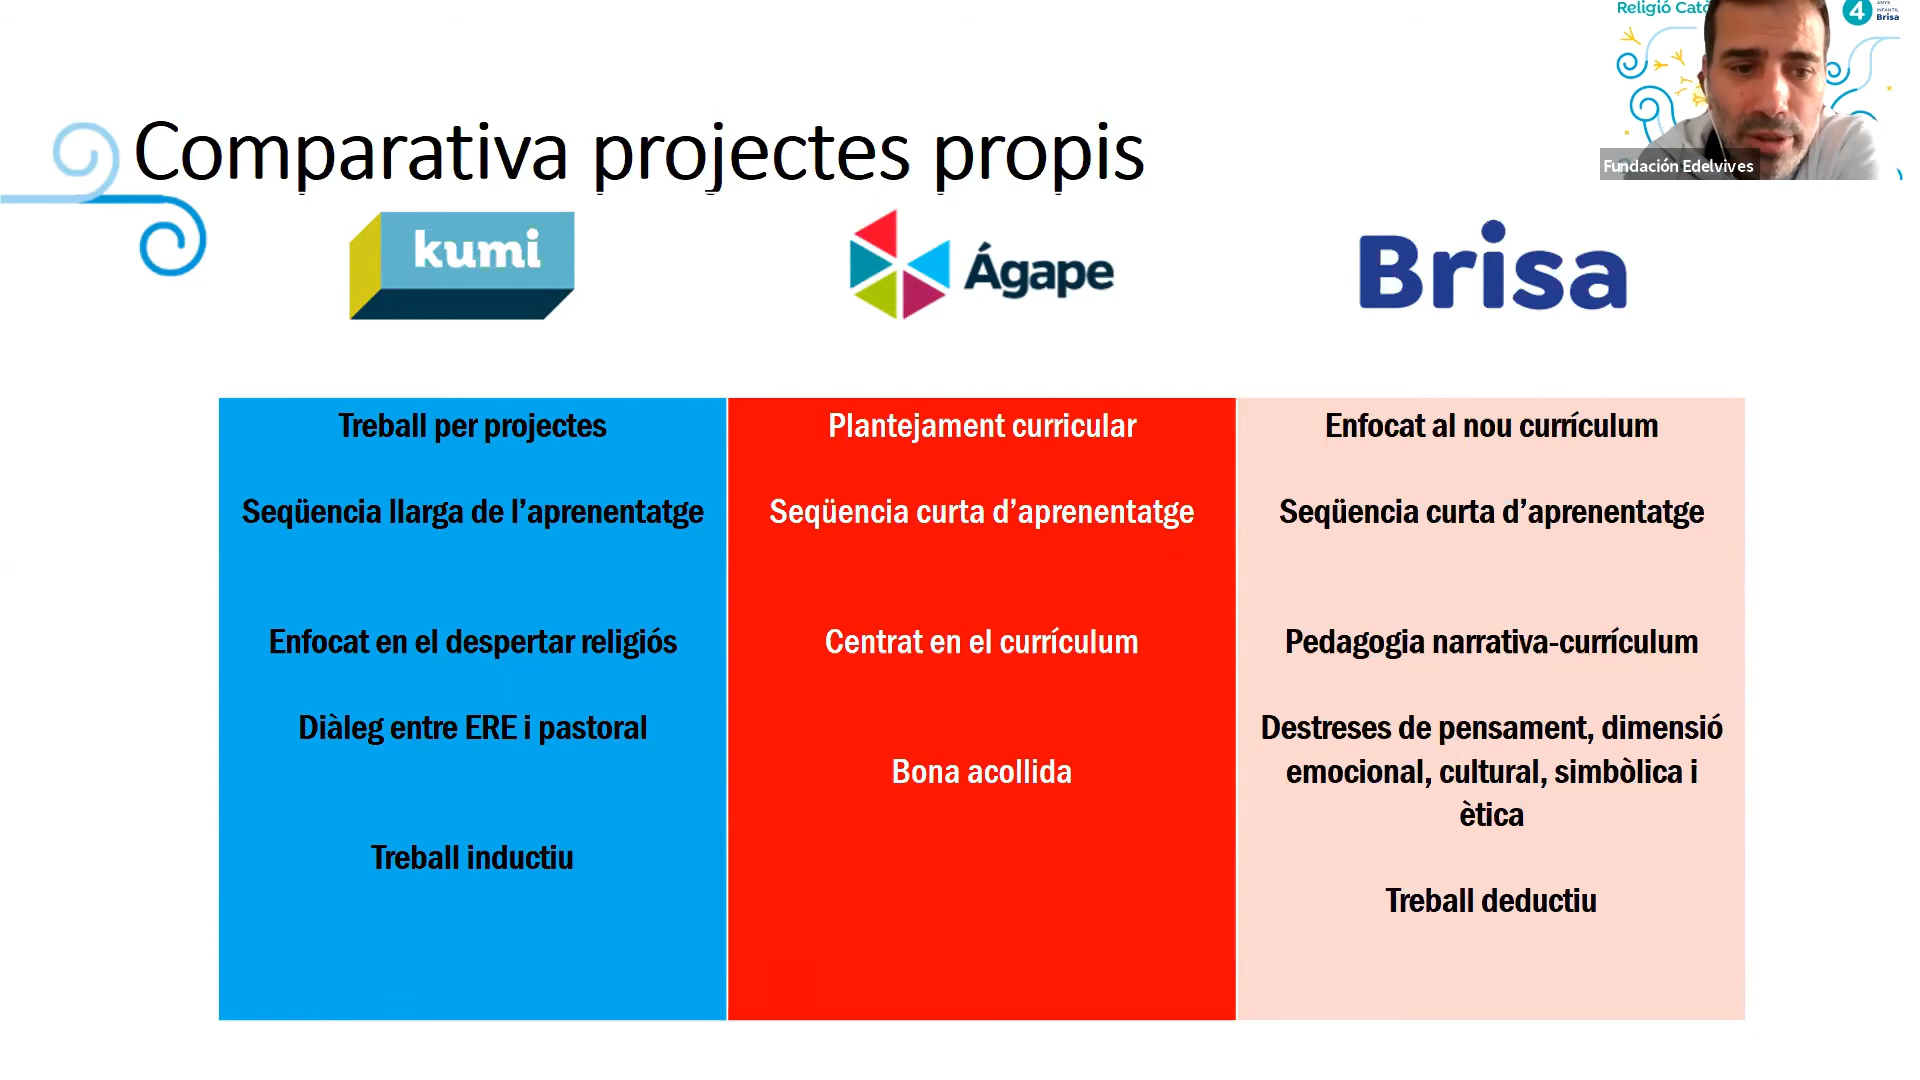 Religió Cató
4
ANYS
INFANTIL
Brisa
Fundación Edelvives
Comparativa projectes propis
kumi
Ágape
Brisa
Treball per projectes
Seqüencia llarga de l’aprenentatge
Enfocat en el despertar religiós
Diàleg entre ERE i pastoral
Treball inductiu
Plantejament curricular
Seqüencia curta d’aprenentatge
Centrat en el currículum
Bona acollida
Enfocat al nou currículum
Seqüencia curta d’aprenentatge
Pedagogia narrativa-currículum
Destreses de pensament, dimensió
emocional, cultural, simbòlica i
ètica
Treball deductiu